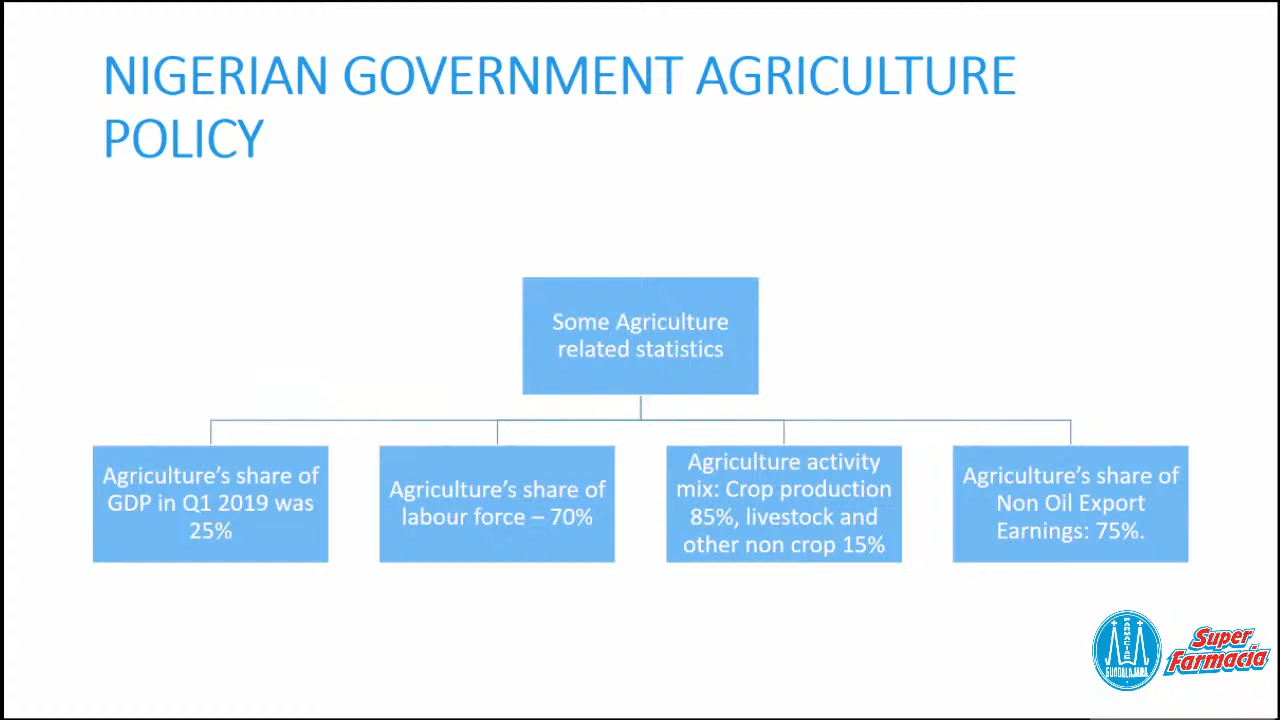 NIGERIAN GOVERNMENT AGRICULTURE
POLICY
Some Agriculture
related statistics
Agriculture's share of
GDP in Q1 2019 was
25%
Agriculture's share of
labour force – 70%
Agriculture activity
mix: Crop production
85%, livestock and
other non crop 15%
Agriculture's share of
Non Oil Export
Earnings: 75%.
FARMACIAS
GUADALAJARA
Super
Farmacia